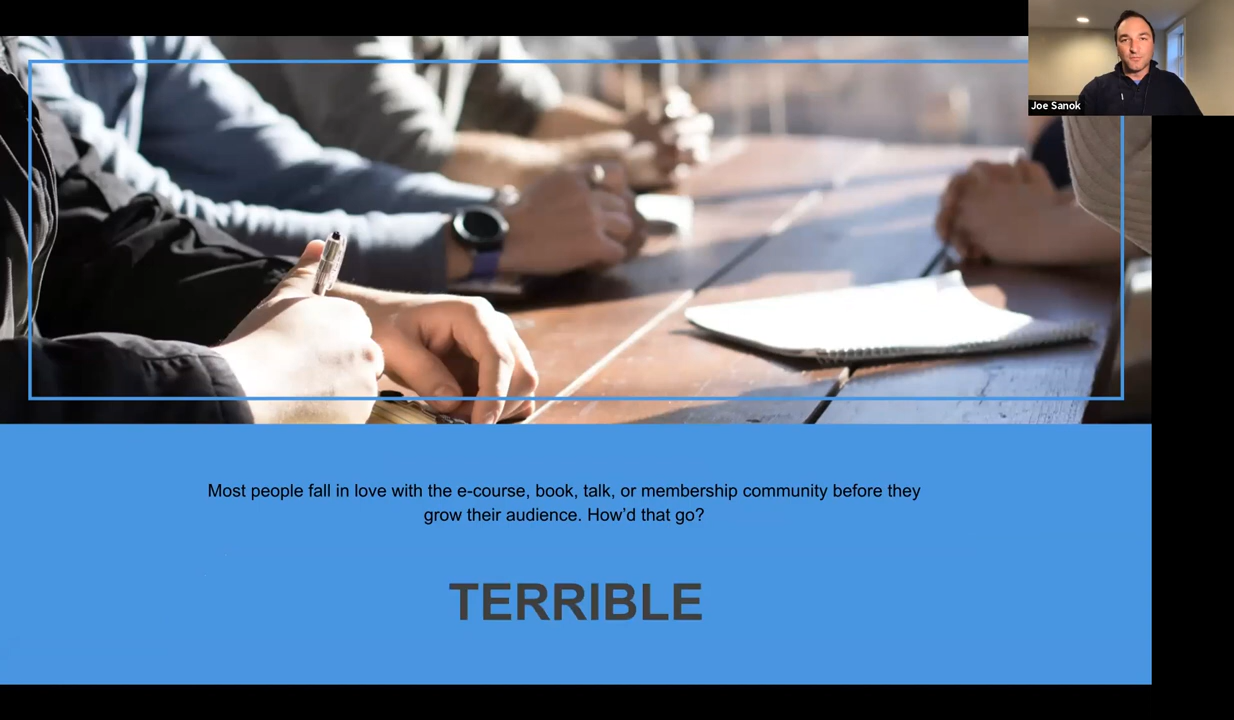 Joe Sanok
Most people fall in love with the e-course, book, talk, or membership community before they
grow their audience. How’d that go?
TERRIBLE